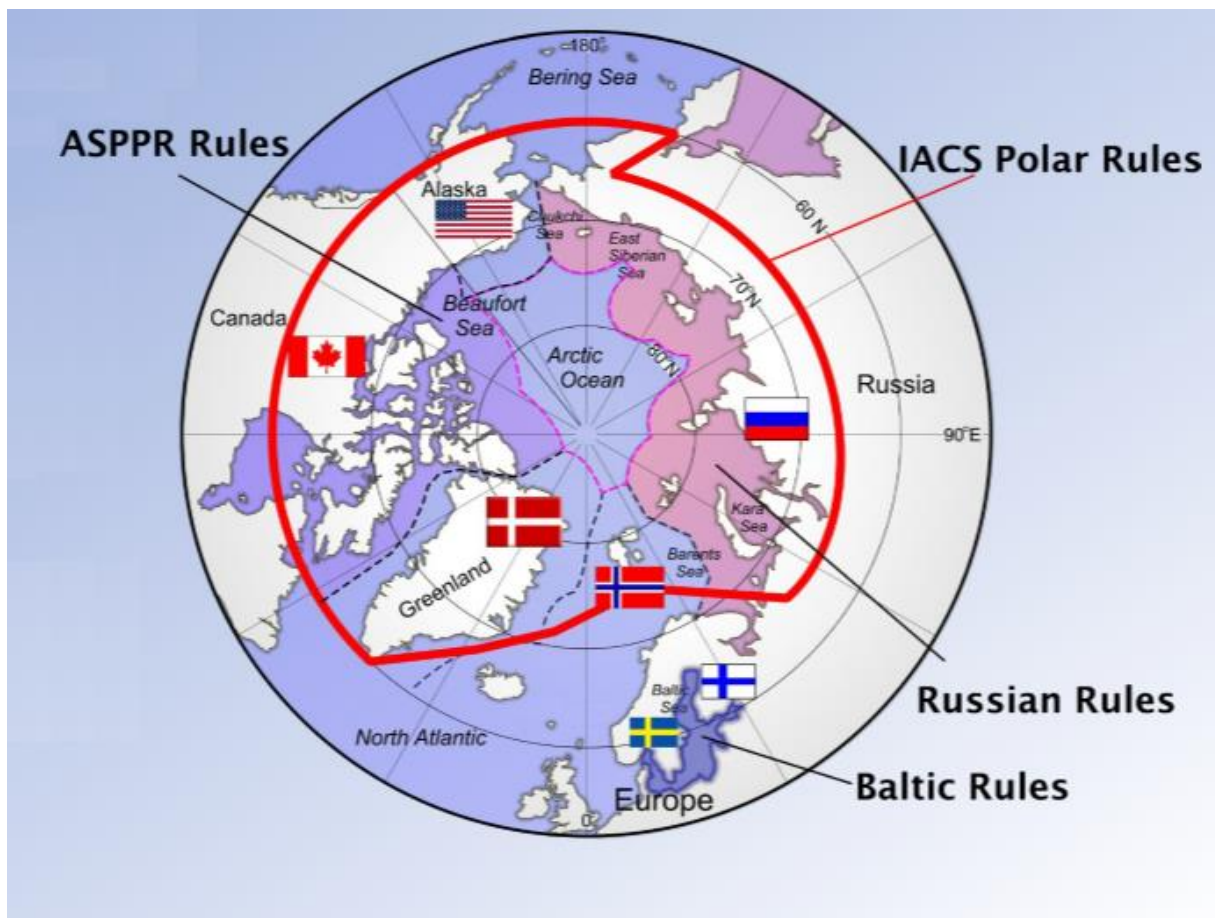 180°
Bering Sea
ASPPR Rules
IACS Polar Rules
Alaska
60 N
Chukchi
Sea
East
Siberian
Sea
70°N
Beaufort
Sea
Canada
80°N
Arctic
Ocean
Russia
90°E
Kara
Sea
Barents
Sea
Greenland
Russian Rules
Baltic
Sea
North Atlantic
Baltic Rules
Europe
0°